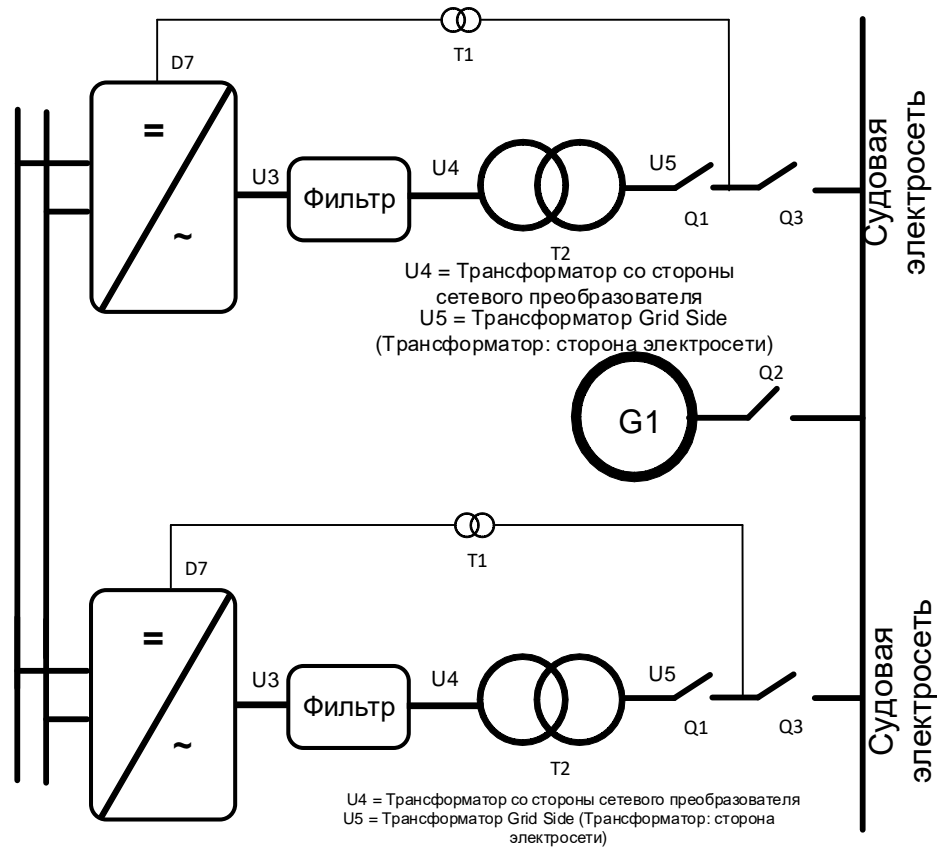 T1
D7
=
~
U3
Фильтр
U4
T2
U5
Q1
Q3
Судовая
электросеть
U4 = Трансформатор со стороны
сетевого преобразователя
U5 = Трансформатор Grid Side
(Трансформатор: сторона электросети)
G1
Q2
T1
D7
=
~
U3
Фильтр
U4
T2
U5
Q1
Q3
Судовая
электросеть
U4 = Трансформатор со стороны сетевого преобразователя
U5 = Трансформатор Grid Side (Трансформатор: сторона
электросети)